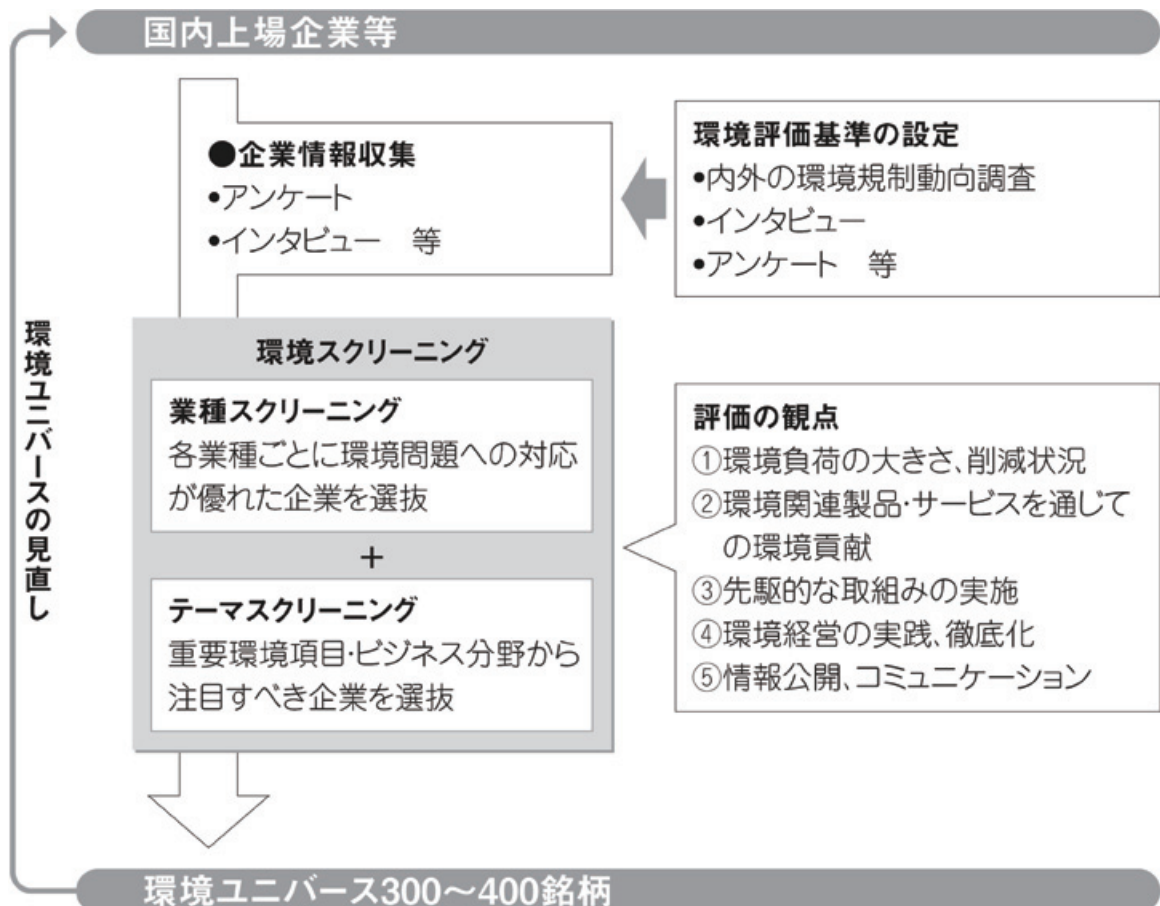 国内上場企業等
●企業情報収集
•アンケート
•インタビュー　等
環境評価基準の設定
•内外の環境規制動向調査
•インタビュー
•アンケート　等
環境ユニバースの見直し
環境スクリーニング
業種スクリーニング
各業種ごとに環境問題への対応
が優れた企業を選抜
+
テーマスクリーニング
重要環境項目・ビジネス分野から
注目すべき企業を選抜
評価の観点
①環境負荷の大きさ、削減状況
②環境関連製品・サービスを通じて
の環境貢献
③先駆的な取組みの実施
④環境経営の実践、徹底化
⑤情報公開、コミュニケーション
環境ユニバース300〜400銘柄